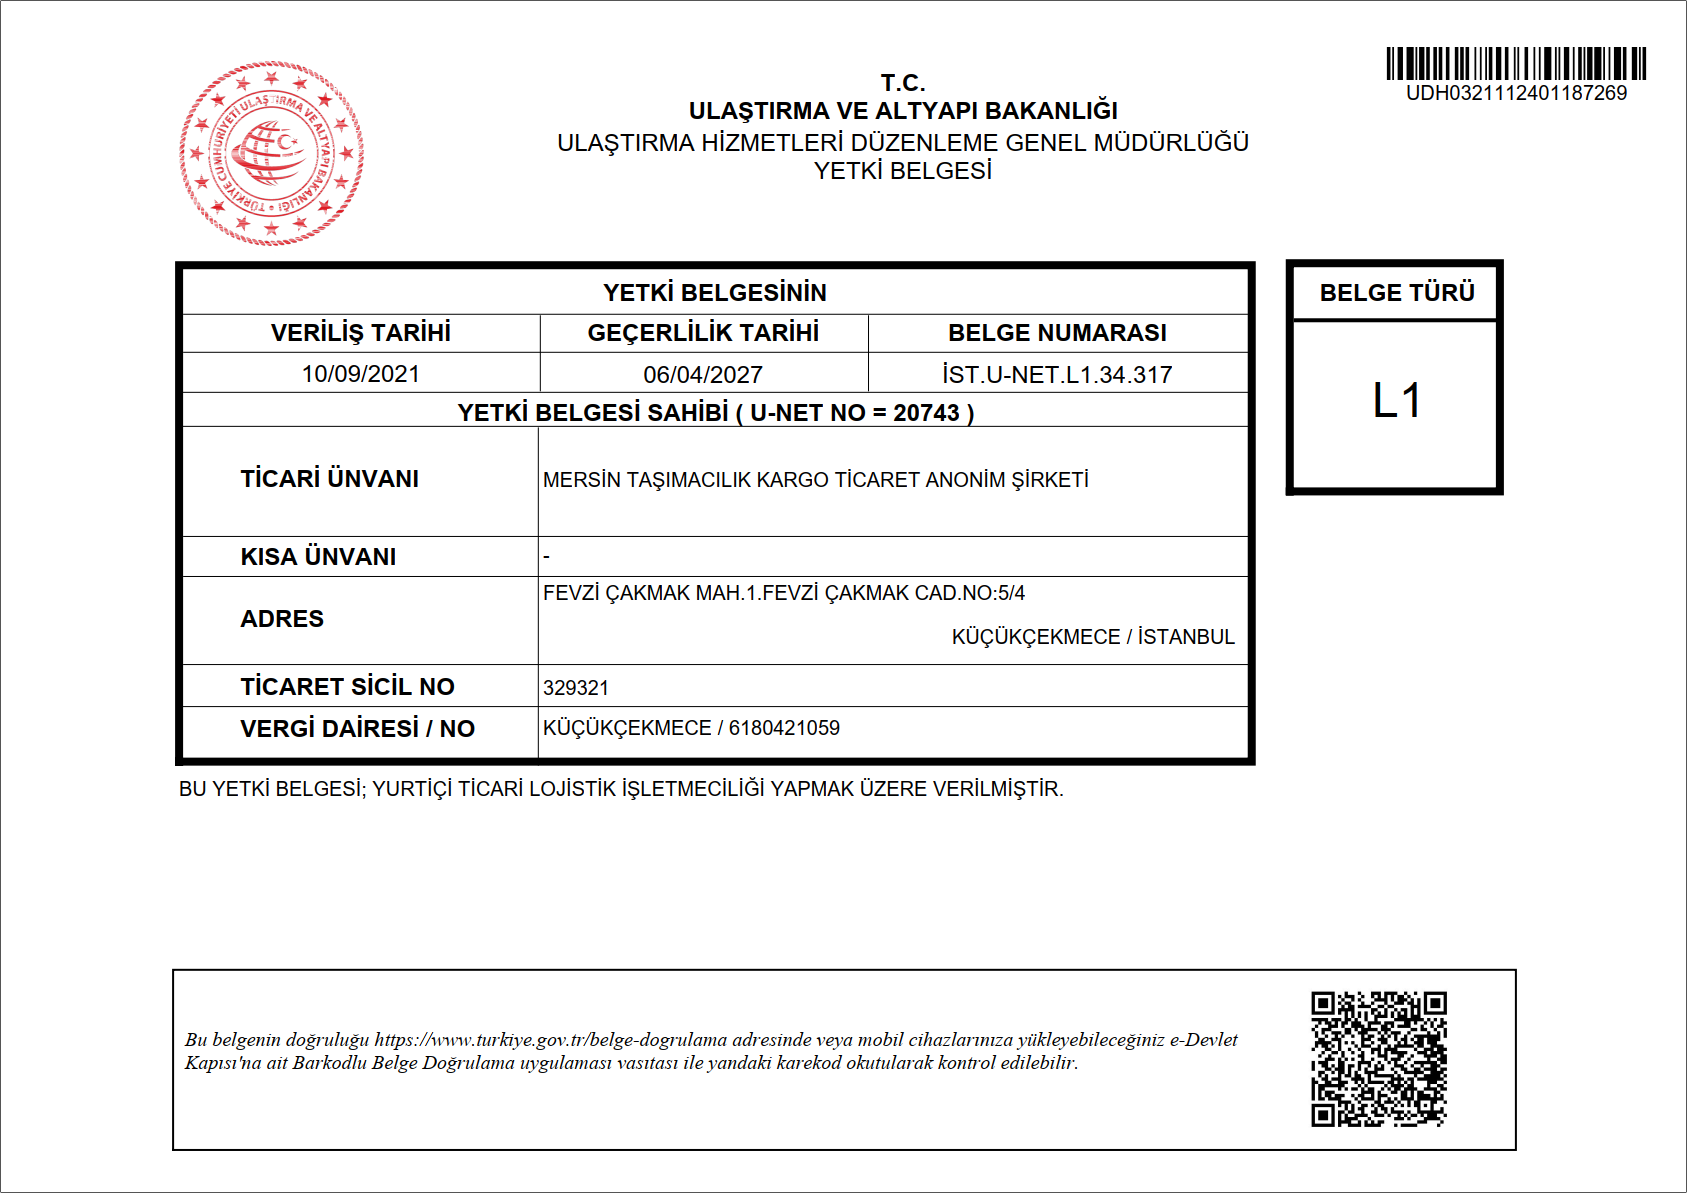 TÜRKİYE CUMHURİYETİ ULAŞTIRMA VE ALTYAPI BAKANLIĞI
T.C.
ULAŞTIRMA VE ALTYAPI BAKANLIĞI
ULAŞTIRMA HİZMETLERİ DÜZENLEME GENEL MÜDÜRLÜĞÜ
YETKİ BELGESİ
UDH0321112401187269
YETKİ BELGESİNİN
VERİLİŞ TARİHİ GEÇERLİLİK TARİHİ BELGE NUMARASI
10/09/2021 06/04/2027 İST.U-NET.L1.34.317
YETKİ BELGESİ SAHİBİ ( U-NET NO = 20743 )
TİCARİ ÜNVANI MERSİN TAŞIMACILIK KARGO TİCARET ANONİM ŞİRKETİ
KISA ÜNVANI -
ADRES FEVZİ ÇAKMAK MAH.1.FEVZİ ÇAKMAK CAD.NO:5/4
KÜÇÜKÇEKMECE / İSTANBUL
TİCARET SİCİL NO 329321
VERGİ DAİRESİ / NO KÜÇÜKÇEKMECE / 6180421059
BELGE TÜRÜ
L1
BU YETKİ BELGESİ; YURTİÇİ TİCARİ LOJİSTİK İŞLETMECİLİĞİ YAPMAK ÜZERE VERİLMİŞTİR.
Bu belgenin doğruluğu https://www.turkiye.gov.tr/belge-dogrulama adresinde veya mobil cihazlarınıza yükleyebileceğiniz e-Devlet
Kapısı'na ait Barkodlu Belge Doğrulama uygulaması vasıtası ile yandaki karekod okutularak kontrol edilebilir.